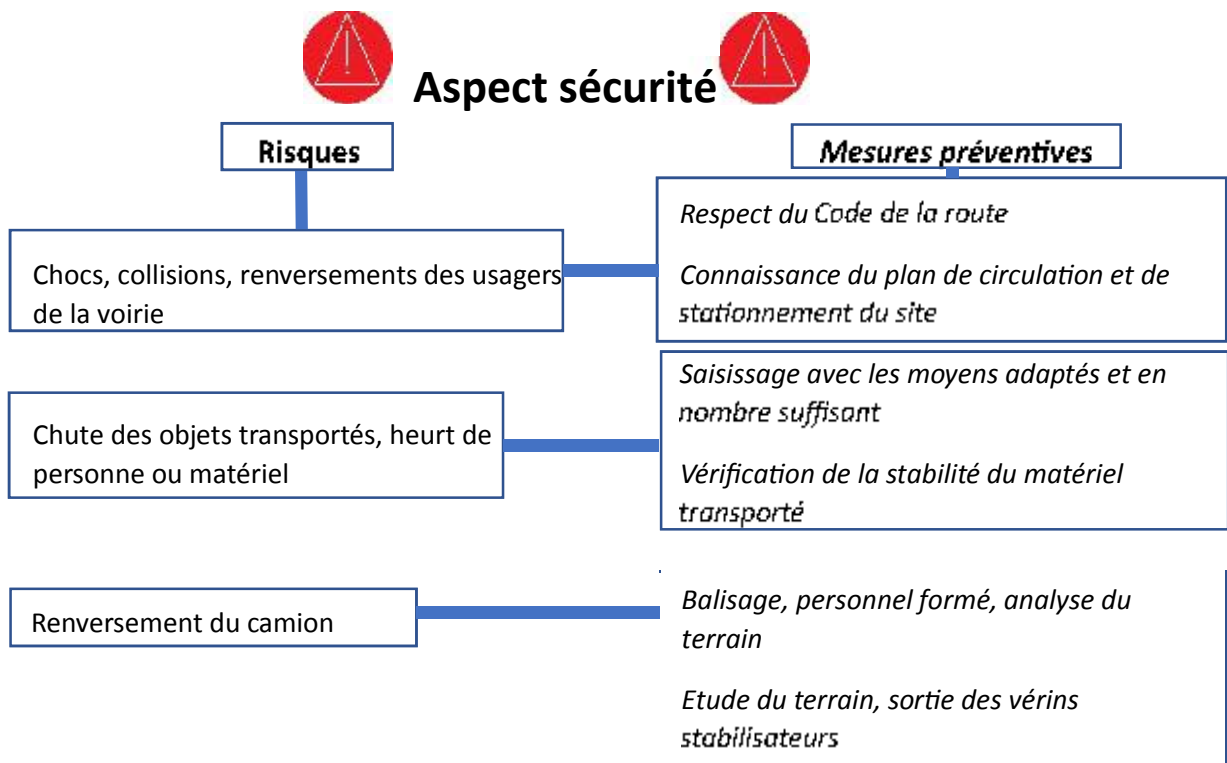 Aspect sécurité
Risques
Mesures préventives
Chocs, collisions, renversements des usagers
de la voirie
Respect du Code de la route
Connaissance du plan de circulation et de
stationnement du site
Chute des objets transportés, heurt de
personne ou matériel
Saisissage avec les moyens adaptés et en
nombre suffisant
Vérification de la stabilité du matériel
transporté
Renversement du camion
Balisage, personnel formé, analyse du
terrain
Etude du terrain, sortie des vérins
stabilisateurs